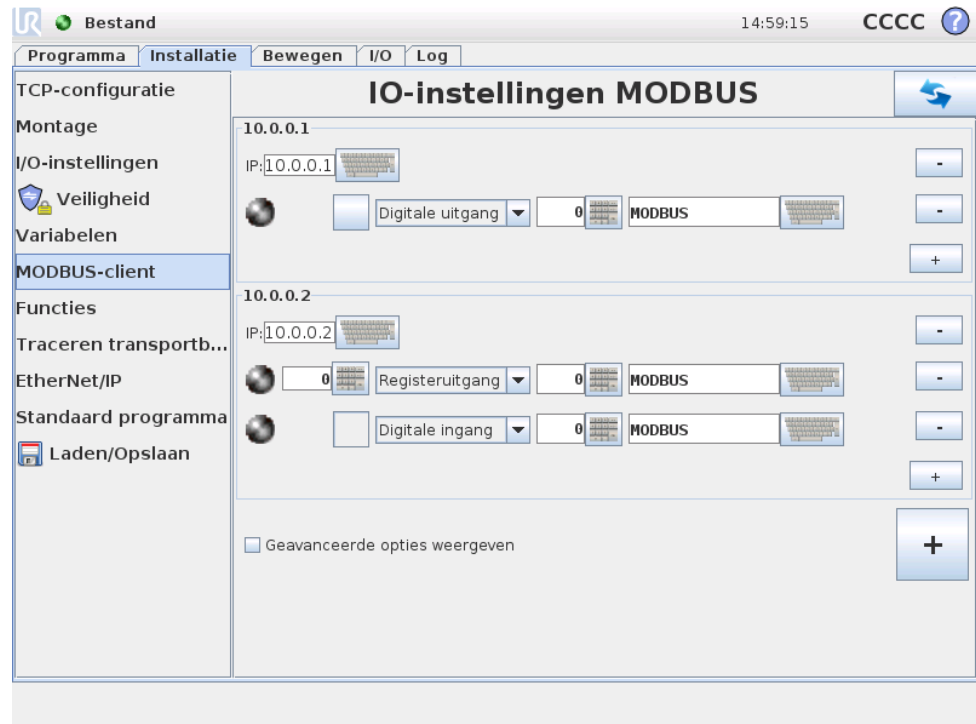 UR Bestand 14:59:15 CCCC ?
Programma Installatie Bewegen I/O Log
TCP-configuratie
Montage
I/O-instellingen
Veiligheid
Variabelen
MODBUS-client
Functies
Traceren transportb...
EtherNet/IP
Standaard programma
Laden/Opslaan
IO-instellingen MODBUS
10.0.0.1
IP: 10.0.0.1 -
Digitale uitgang 0 MODBUS -
+
10.0.0.2
IP: 10.0.0.2 -
0 Registeruitgang 0 MODBUS -
Digitale ingang 0 MODBUS -
+
Geavanceerde opties weergeven +